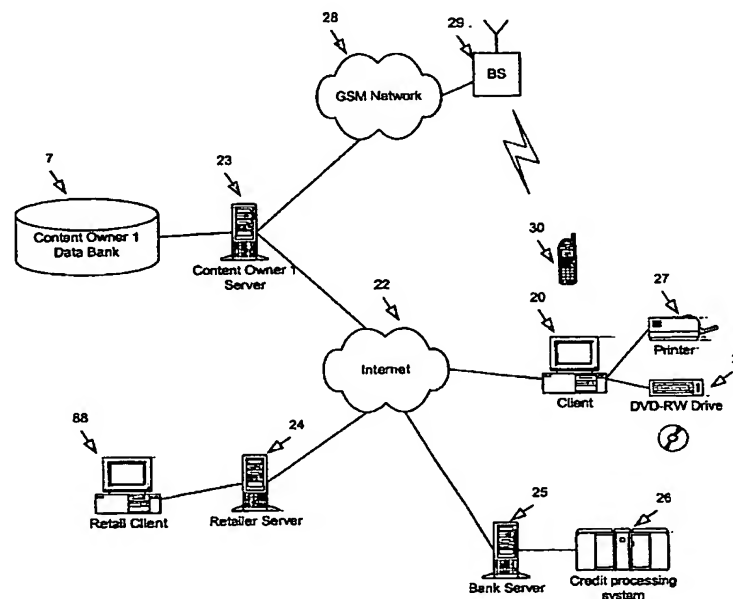 28
29
BS
GSM Network
7
23
Content Owner 1
Data Bank
Content Owner 1
Server
30
22
20
27
Internet
Printer
Client
DVD-RW Drive
88
24
Retail Client
Retailer Server
25
26
Bank Server
Credit processing
system